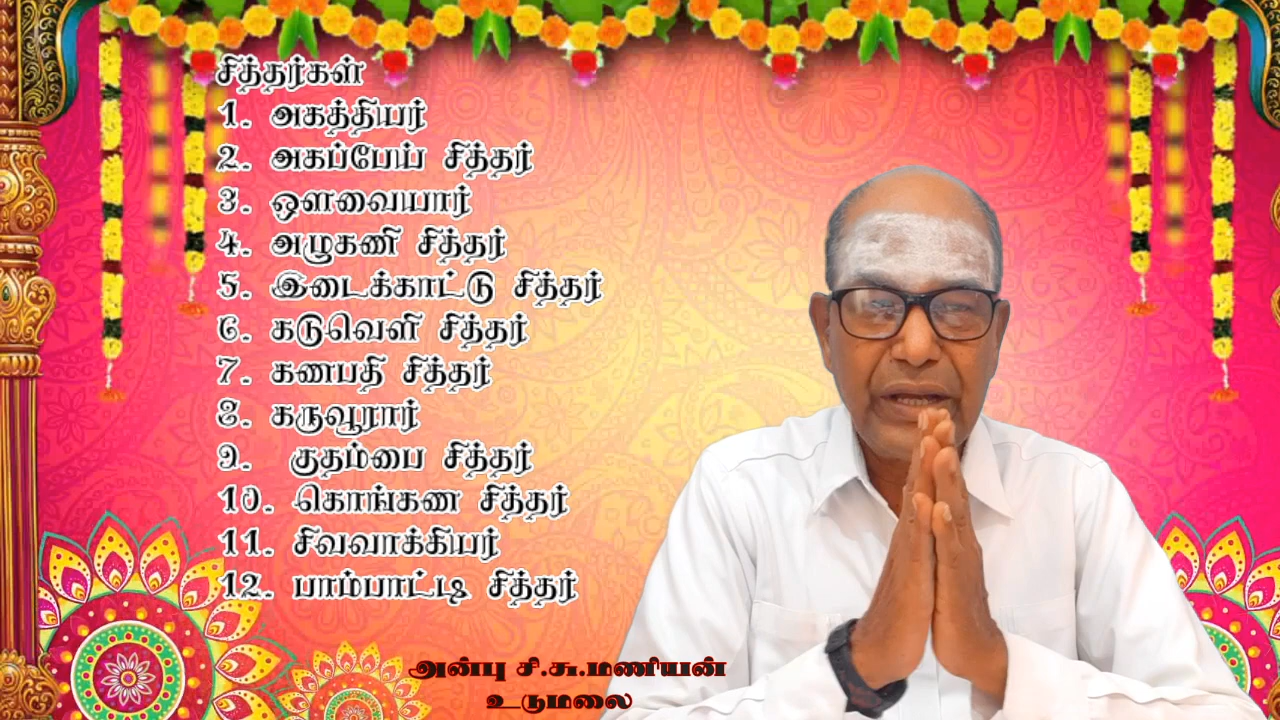 சித்தர்கள்
1. அகத்தியர்
2. அகப்பேய் சித்தர்
3. ஔவையார்
4. அழுகணி சித்தர்
5. இடைக்காட்டு சித்தர்
6. கடுவெளி சித்தர்
7. கணபதி சித்தர்
8. கருவூரார்
9. குதம்பை சித்தர்
10. கொங்கண சித்தர்
11. சிவவாக்கியர்
12. பாம்பாட்டி சித்தர்
அன்பு சி.சு.மணியன்
உடுமலை